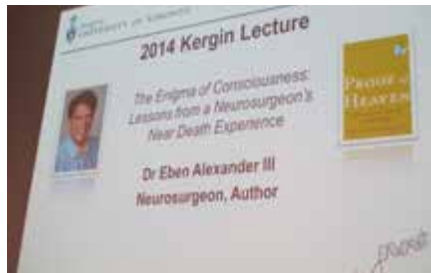 UNIVERSITY OF TORONTO
2014 Kergin Lecture
The Enigma of Consciousness:
Lessons from a Neurosurgeon's
Near Death Experience
Dr Eben Alexander III
Neurosurgeon, Author
PROOF of
HEAVEN